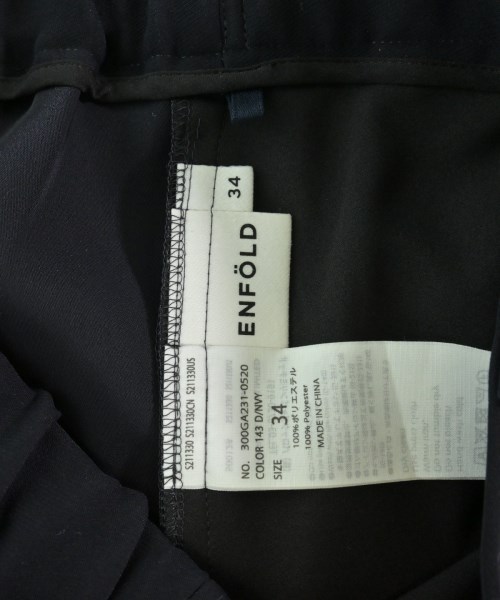 34
ENFÖLD
S211330 S211330CN S211330US
NO. 300GA231-0520
COLOR 143 D/NVY
SIZE 34
100%ポリエステル
100% Polyester
MADE IN CHINA